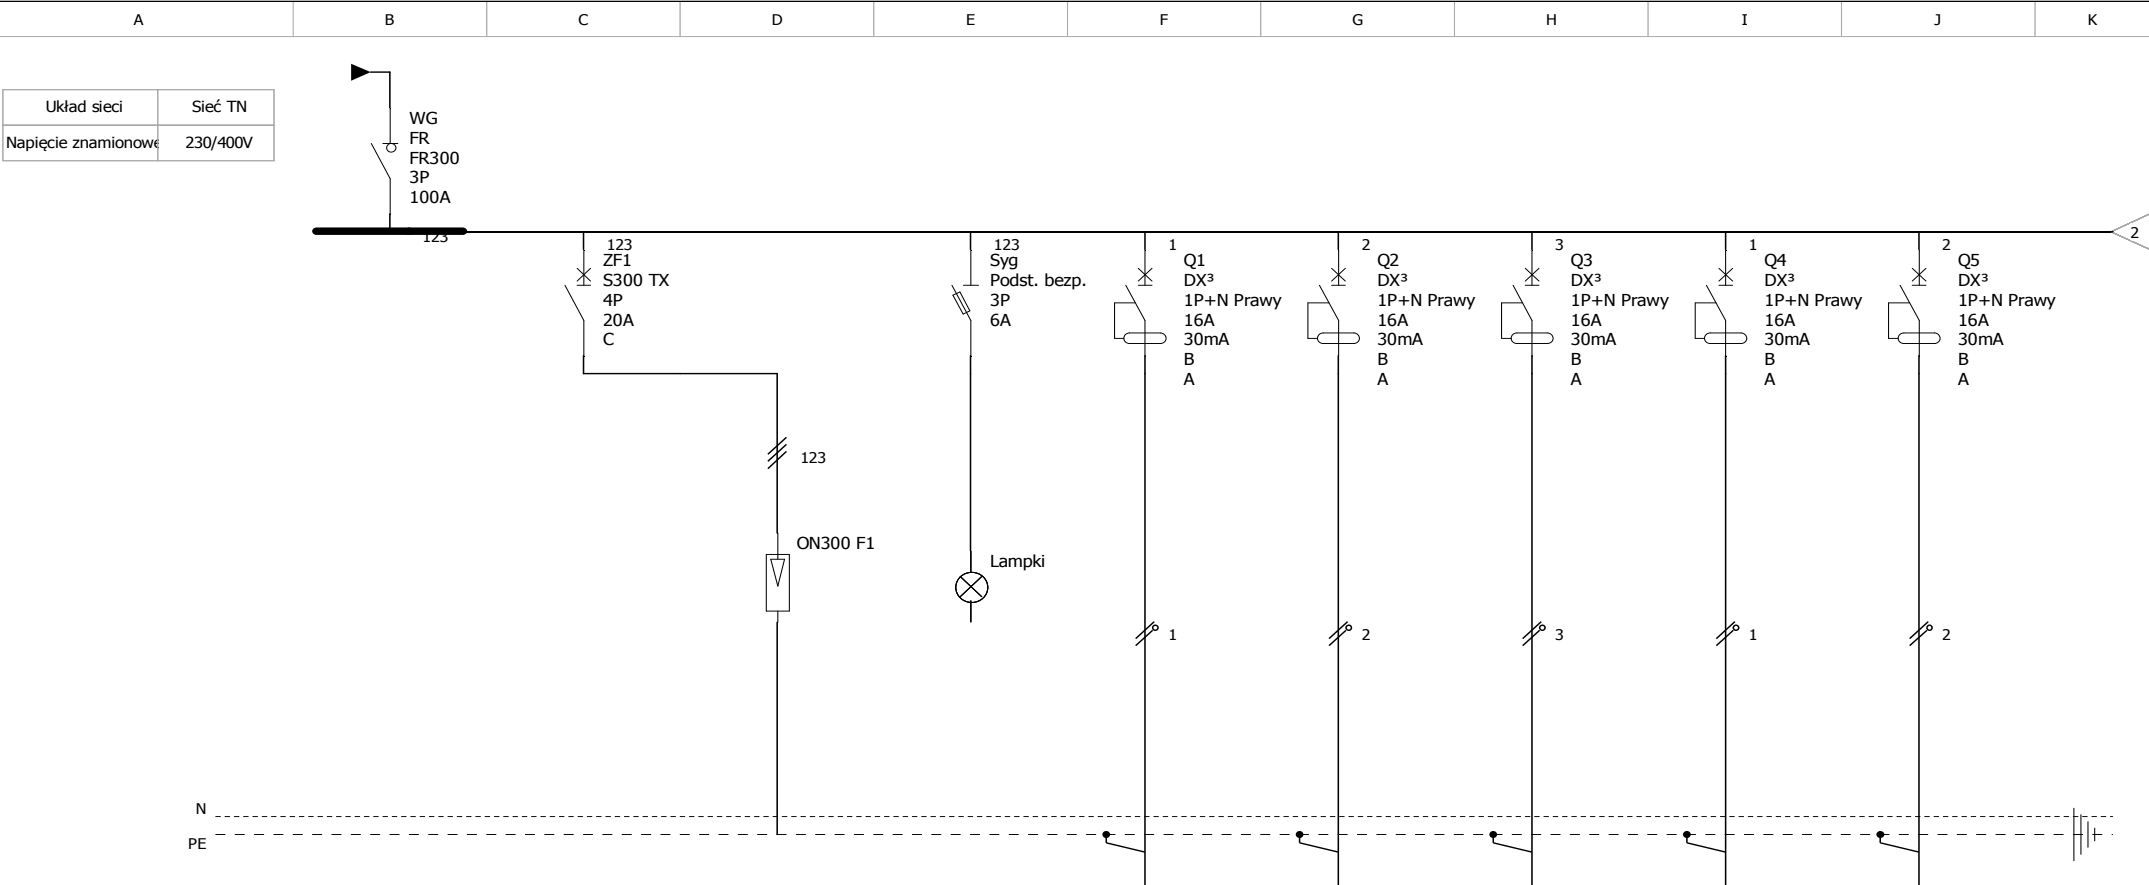 A B C D E F G H I J K
Układ sieci Sieć TN
Napięcie znamionowe 230/400V
WG
FR
FR300
3P
100A
123
2
123
ZF1
S300 TX
4P
20A
C
123
Syg
Podst. bezp.
3P
6A
1
Q1
DX³
1P+N Prawy
16A
30mA
B
A
2
Q2
DX³
1P+N Prawy
16A
30mA
B
A
3
Q3
DX³
1P+N Prawy
16A
30mA
B
A
1
Q4
DX³
1P+N Prawy
16A
30mA
B
A
2
Q5
DX³
1P+N Prawy
16A
30mA
B
A
123
ON300 F1
Lampki
1 2 3 1 2
N
PE